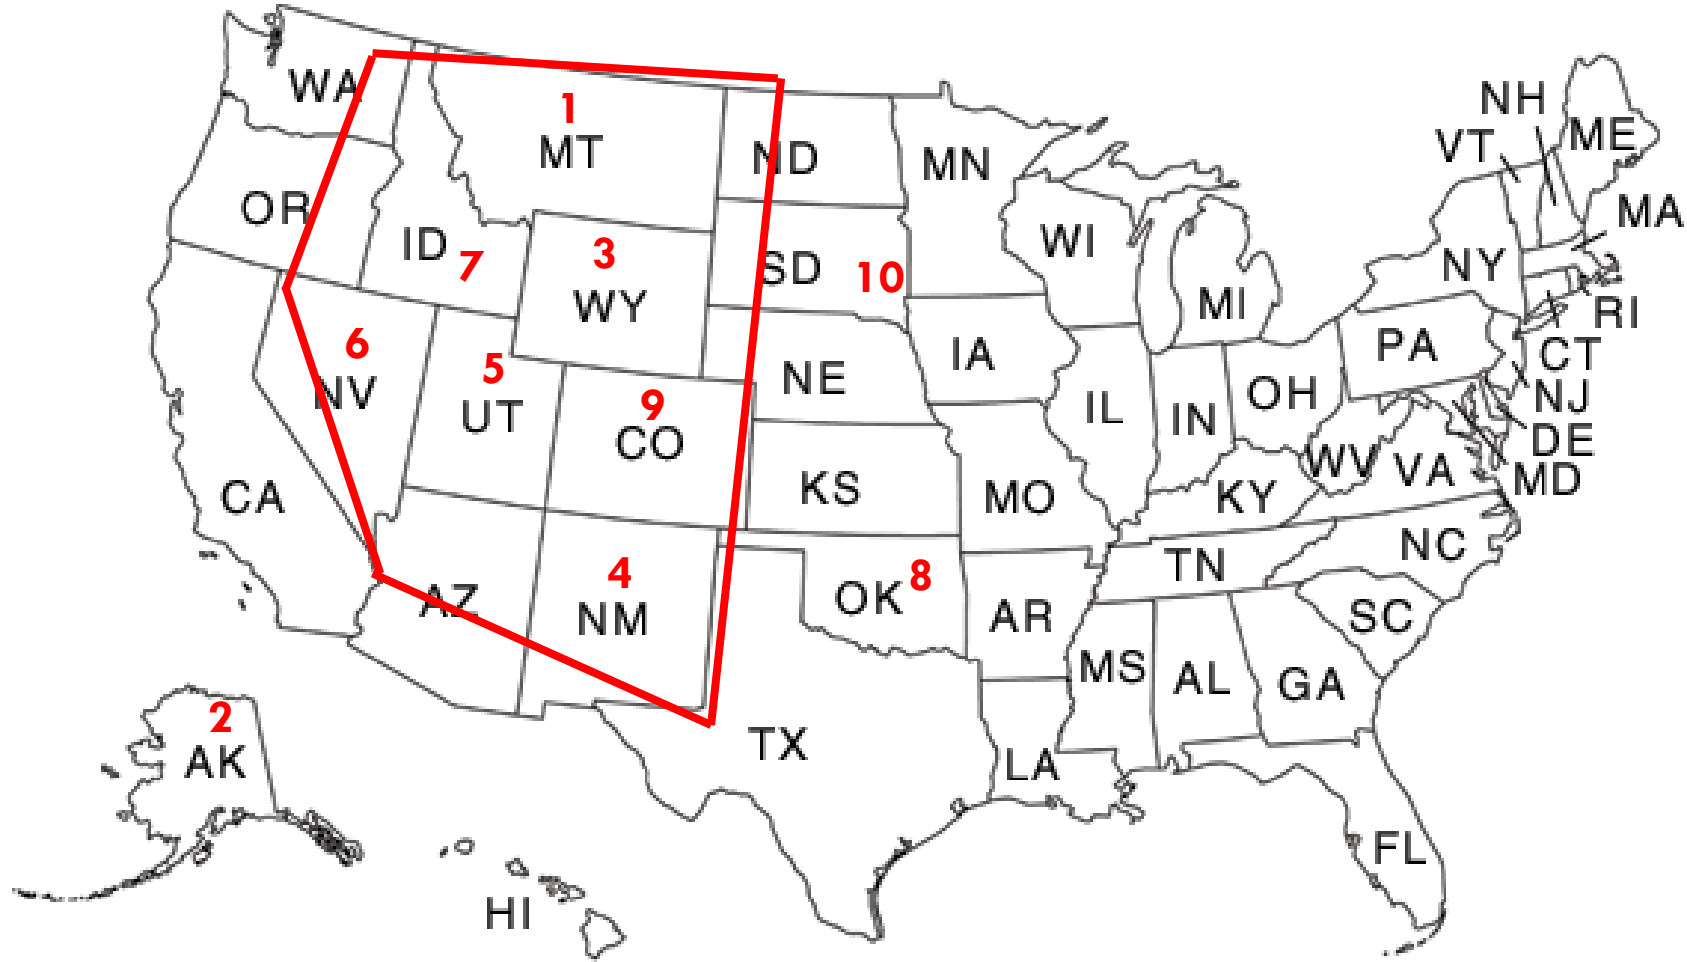 NH
WA
1
VT
ME
MT
ND
MN
MA
OR
WI
ID
7
3
SD
10
NY
WY
MI
RI
6
PA
5
IA
CT
NV
UT
9
NE
OH
NJ
CO
IL
IN
DE
WV
VA
MD
CA
KS
MO
KY
NC
TN
4
8
AZ
OK
NM
AR
SC
MS
AL
GA
2
AK
TX
LA
FL
HI